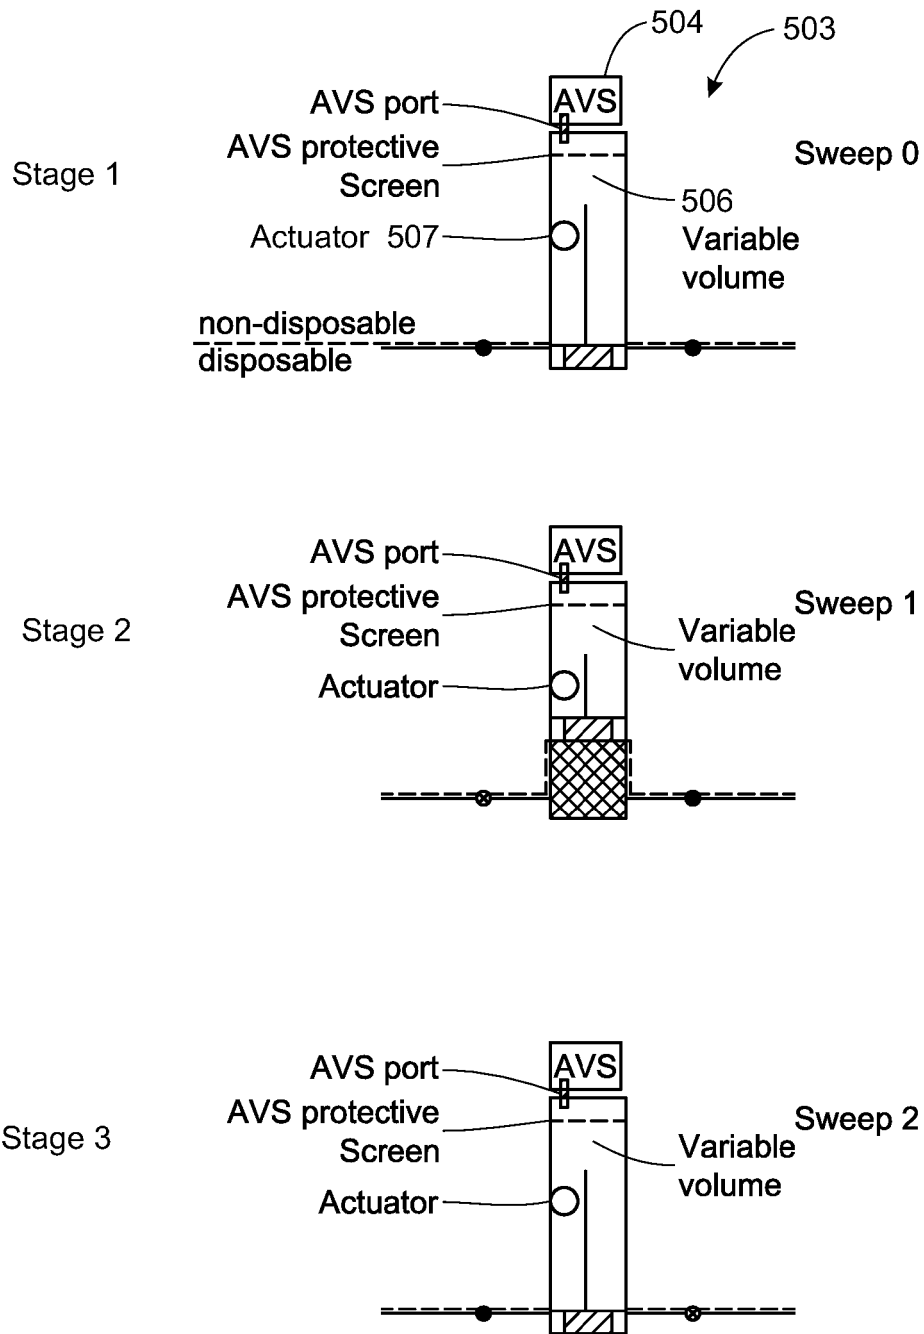 504
503
AVS
AVS port
AVS protective
Screen
Sweep 0
Stage 1
506
Actuator 507
Variable
volume
non-disposable
disposable
AVS
AVS port
AVS protective
Screen
Sweep 1
Stage 2
Variable
volume
Actuator
AVS
AVS port
AVS protective
Screen
Sweep 2
Stage 3
Variable
volume
Actuator